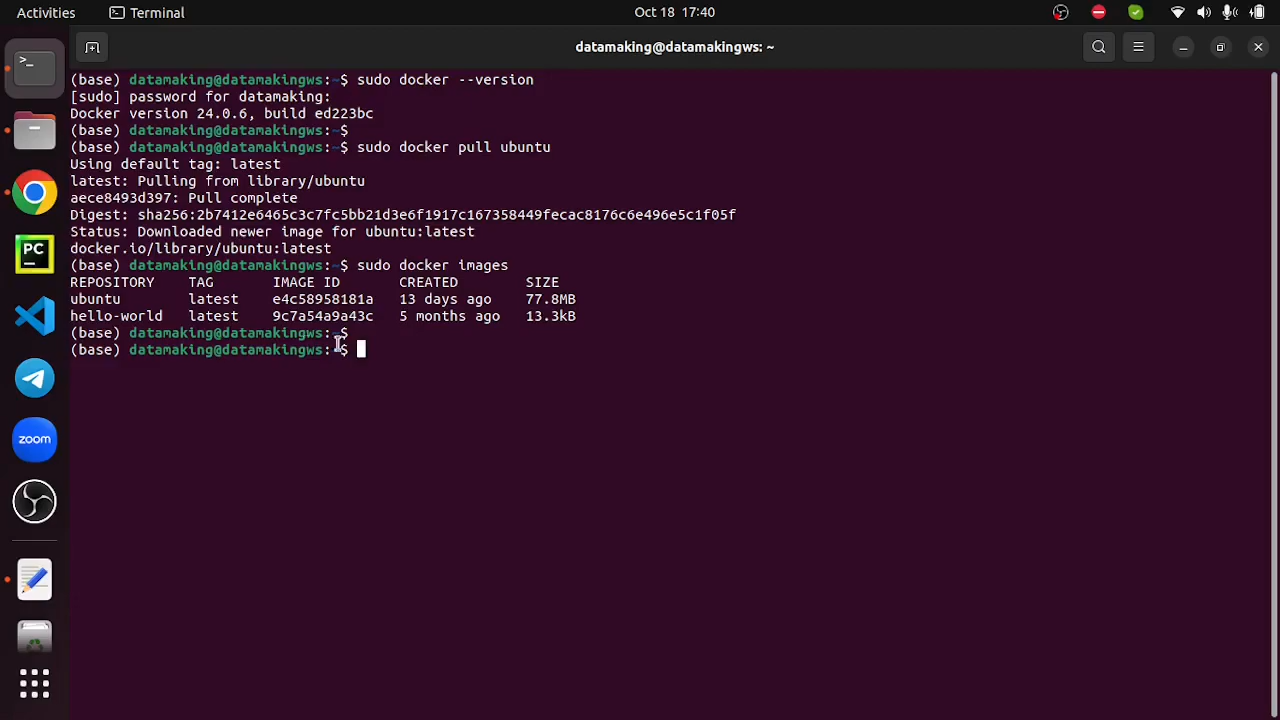 Activities
Terminal
Oct 18 17:40
datamaking@datamakingws: ~
(base) datamaking@datamakingws:~$ sudo docker --version
[sudo] password for datamaking:
Docker version 24.0.6, build ed223bc
(base) datamaking@datamakingws:~$
(base) datamaking@datamakingws:~$ sudo docker pull ubuntu
Using default tag: latest
latest: Pulling from library/ubuntu
aece8493d397: Pull complete
Digest: sha256:2b7412e6465c3c7fc5bb21d3e6f1917c167358449fecac8176c6e496e5c1f05f
Status: Downloaded newer image for ubuntu:latest
docker.io/library/ubuntu:latest
(base) datamaking@datamakingws:~$ sudo docker images
REPOSITORY TAG IMAGE ID CREATED SIZE
ubuntu latest e4c58958181a 13 days ago 77.8MB
hello-world latest 9c7a54a9a43c 5 months ago 13.3kB
(base) datamaking@datamakingws:~$
(base) datamaking@datamakingws:~$
PC
zoom